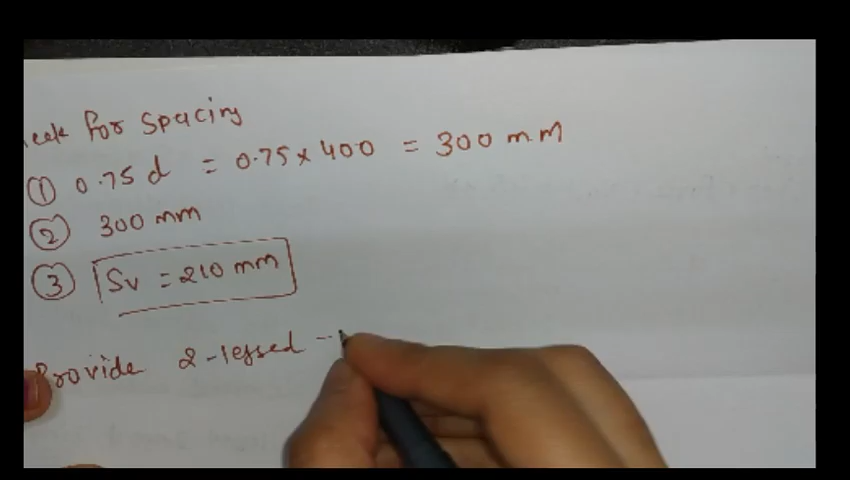 for spacing
① 0.75 d = 0.75 x 400 = 300 mm
② 300 mm
③ Sv = 210 mm
Provide 2-legged -